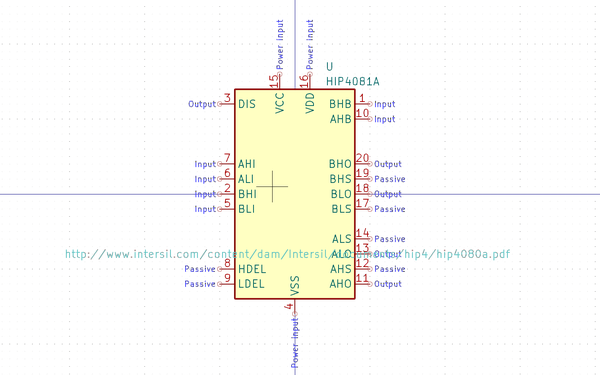 Power Input
Power Input
15
16
U
HIP4081A
VCC
VDD
Output 3 DIS
BHB 1 Input
AHB 10 Input
Input 7 AHI
BHO 20 Output
Input 6 ALI
BHS 19 Passive
Input 2 BHI
BLO 18 Output
Input 5 BLI
BLS 17 Passive
ALS 14 Passive
ALO 13 Output
http://www.intersil.com/content/dam/Intersil/documents/hip4/hip4080a.pdf
Passive 8 HDEL
AHS 12 Passive
Passive 9 LDEL
AHO 11 Output
VSS
4
Power Input